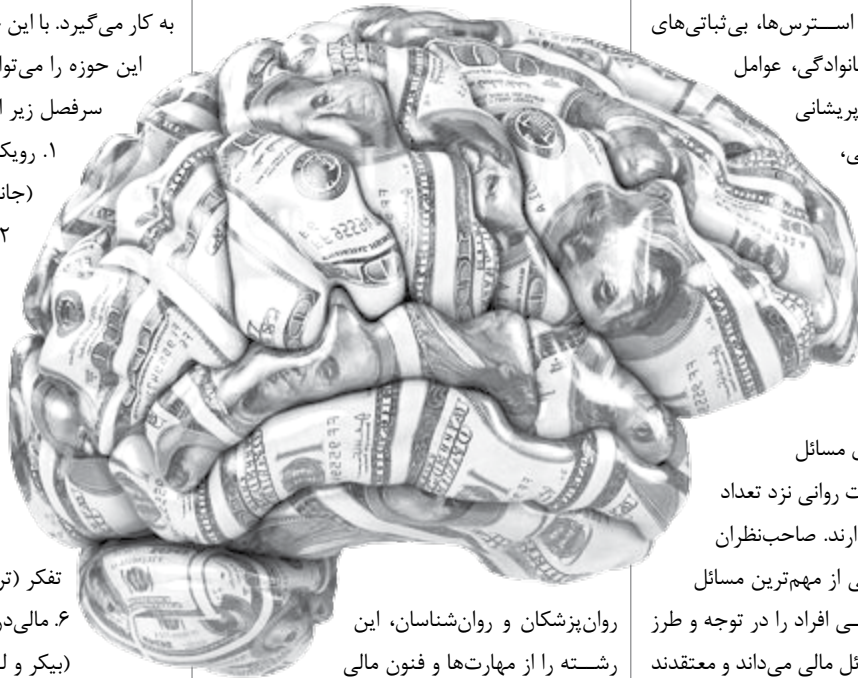 استرس‌ها، بی‌ثباتی‌های
انوادگی، عوامل
پریشانی
ی،
مسائل
ت روانی نزد تعداد
ارند. صاحب‌نظران
ی از مهم‌ترین مسائل
ـی افراد را در توجه و طرز
ئل مالی می‌داند و معتقدند
روان‌پزشکان و روان‌شناسان، این
رشته را از مهارت‌ها و فنون مالی
به کار می‌گیرد. با این
این حوزه را می‌توا
سرفصل زیر ا
۱. رویک
(جان
۲
تفکر (تر
۶. مالی‌در
(بیکر و ل